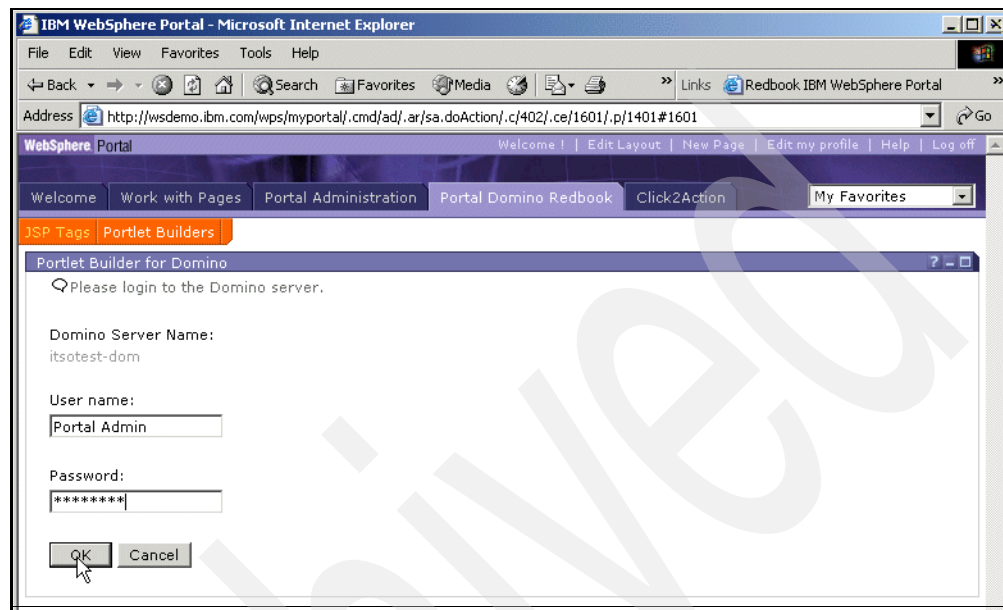 IBM WebSphere Portal - Microsoft Internet Explorer
File Edit View Favorites Tools Help
Back Search Favorites Media » Links Redbook IBM WebSphere Portal »
Address http://wsdemo.ibm.com/wps/myportal/.cmd/ad/.ar/sa.doAction/.c/402/.ce/1601/.p/1401#1601 Go
WebSphere Portal Welcome ! | Edit Layout | New Page | Edit my profile | Help | Log off
Welcome Work with Pages Portal Administration Portal Domino Redbook Click2Action My Favorites
JSP Tags Portlet Builders
Portlet Builder for Domino ?
Please login to the Domino server.
Domino Server Name:
itsotest-dom
User name:
Portal Admin
Password:
********
OK Cancel
hived